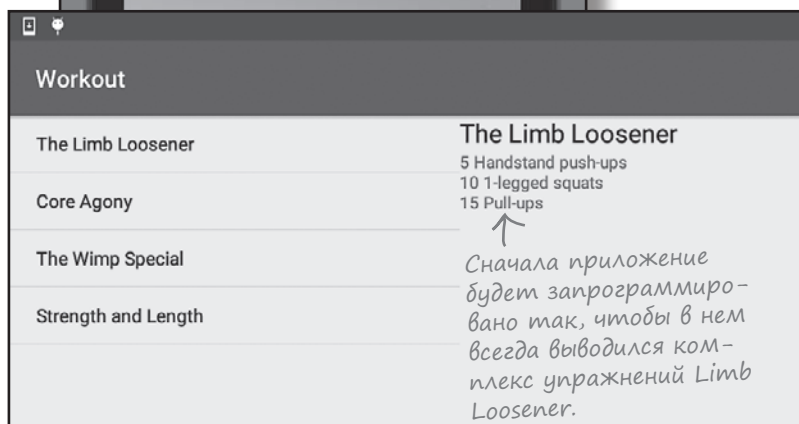 Workout
The Limb Loosener
Core Agony
The Wimp Special
Strength and Length
The Limb Loosener
5 Handstand push-ups
10 1-legged squats
15 Pull-ups
Сначала приложение
будет запрограммиро-
вано так, чтобы в нем
всегда выводился ком-
плекс упражнений Limb
Loosener.